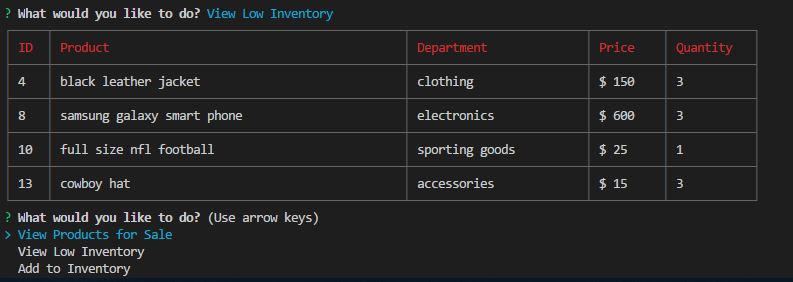 ? What would you like to do? View Low Inventory
ID Product Department Price Quantity
4 black leather jacket clothing $ 150 3
8 samsung galaxy smart phone electronics $ 600 3
10 full size nfl football sporting goods $ 25 1
13 cowboy hat accessories $ 15 3
? What would you like to do? (Use arrow keys)
> View Products for Sale
View Low Inventory
Add to Inventory